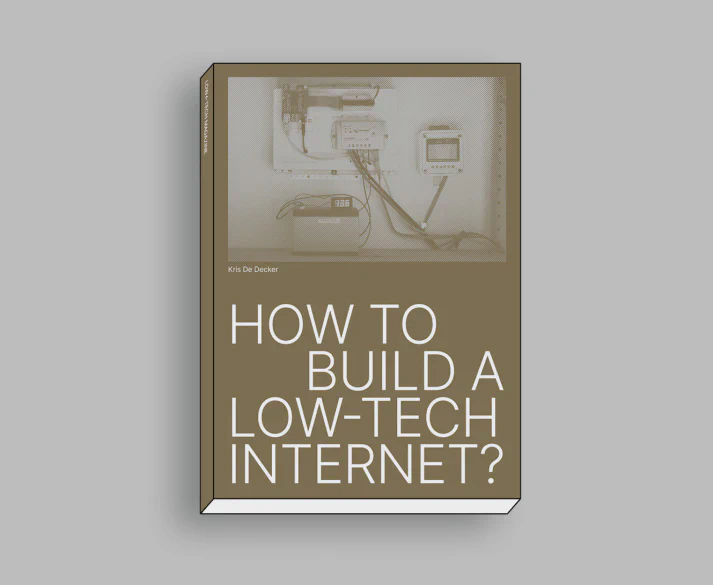 Kris De Decker
HOW TO
BUILD A
LOW-TECH
INTERNET?